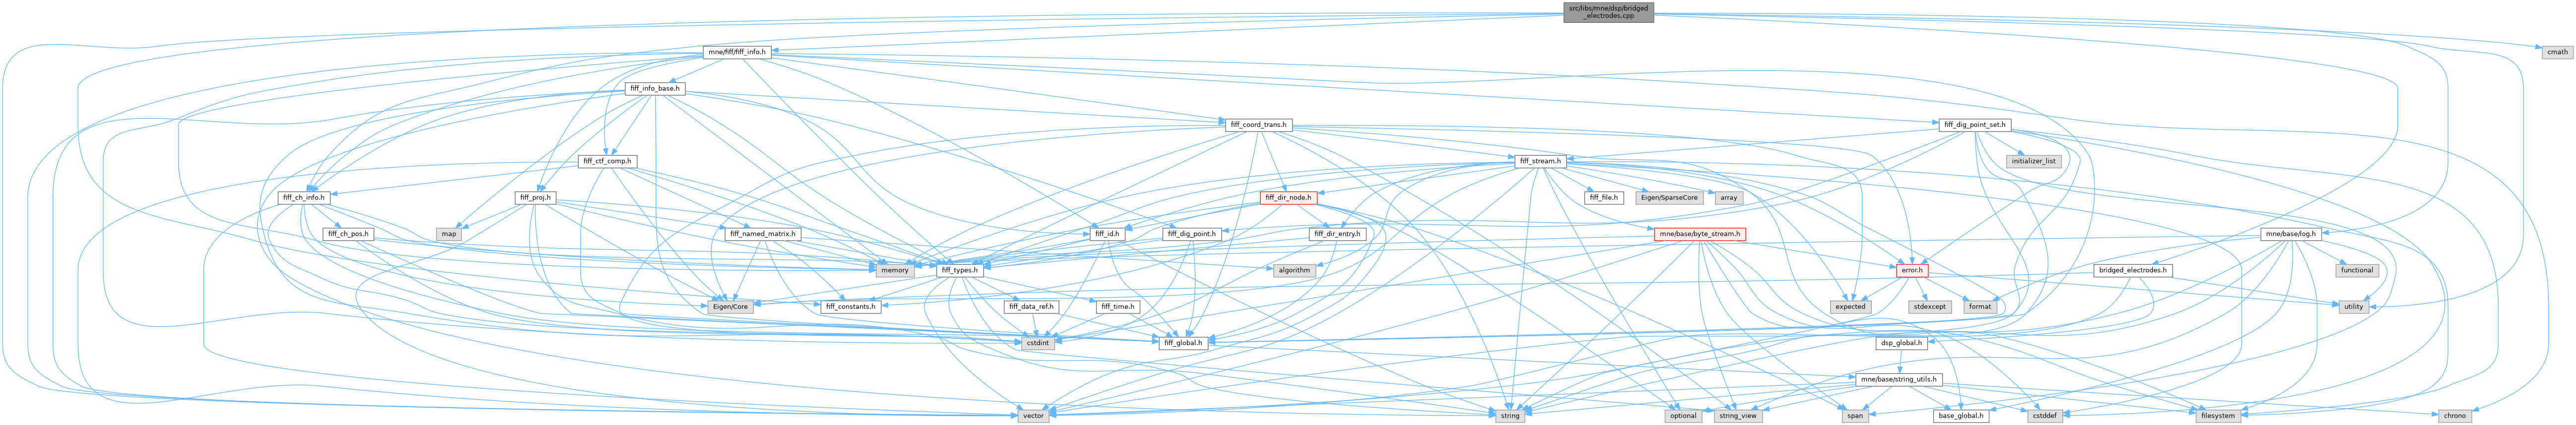 src/libs/mne/dsp/bridged
_electrodes.cpp
mne/fiff/fiff_info.h
cmath
fiff_info_base.h
fiff_coord_trans.h
fiff_dig_point_set.h
fiff_ctf_comp.h
fiff_stream.h
initializer_list
fiff_ch_info.h
fiff_proj.h
fiff_dir_node.h
fiff_file.h
Eigen/SparseCore
array
fiff_ch_pos.h
map
fiff_named_matrix.h
fiff_id.h
fiff_dig_point.h
fiff_dir_entry.h
mne/base/byte_stream.h
mne/base/log.h
memory
fiff_types.h
algorithm
error.h
bridged_electrodes.h
functional
Eigen/Core
fiff_constants.h
fiff_data_ref.h
fiff_time.h
expected
stdexcept
format
utility
cstdint
fiff_global.h
dsp_global.h
mne/base/string_utils.h
vector
string
optional
string_view
span
base_global.h
cstddef
filesystem
chrono